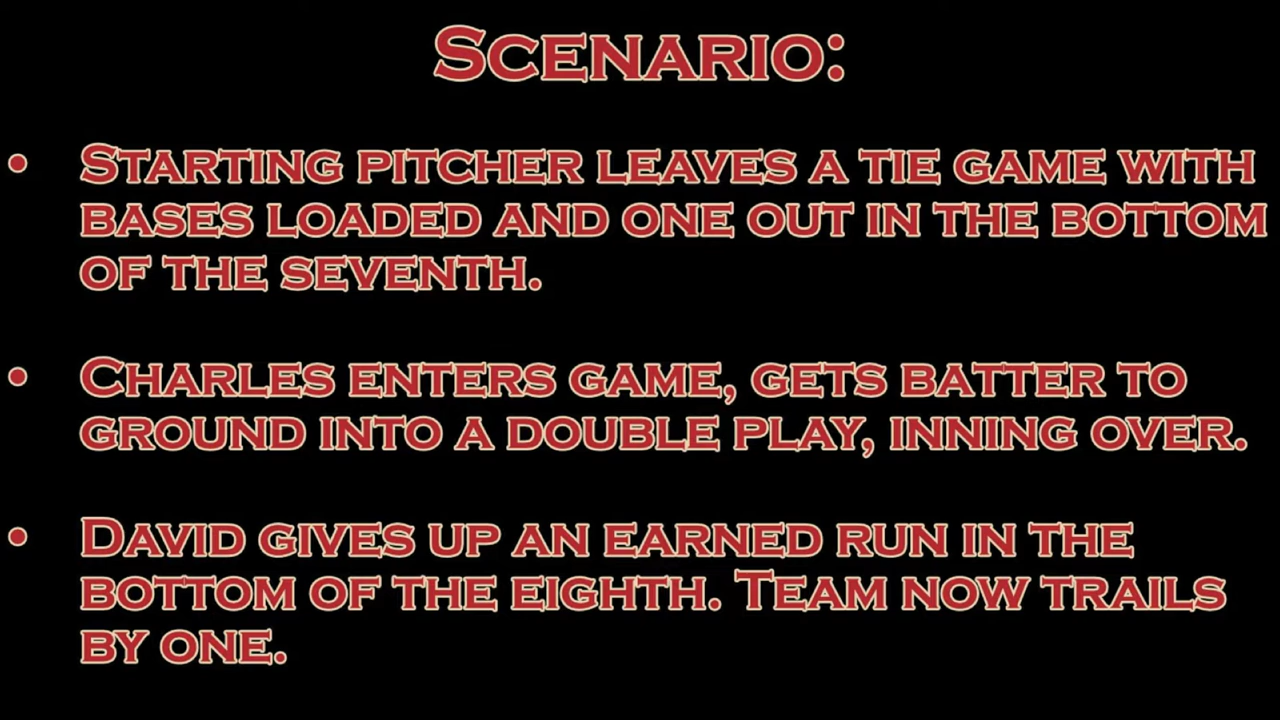 Scenario:
• Starting pitcher leaves a tie game with
bases loaded and one out in the bottom
of the seventh.
• Charles enters game, gets batter to
ground into a double play, inning over.
• David gives up an earned run in the
bottom of the eighth. Team now trails
by one.